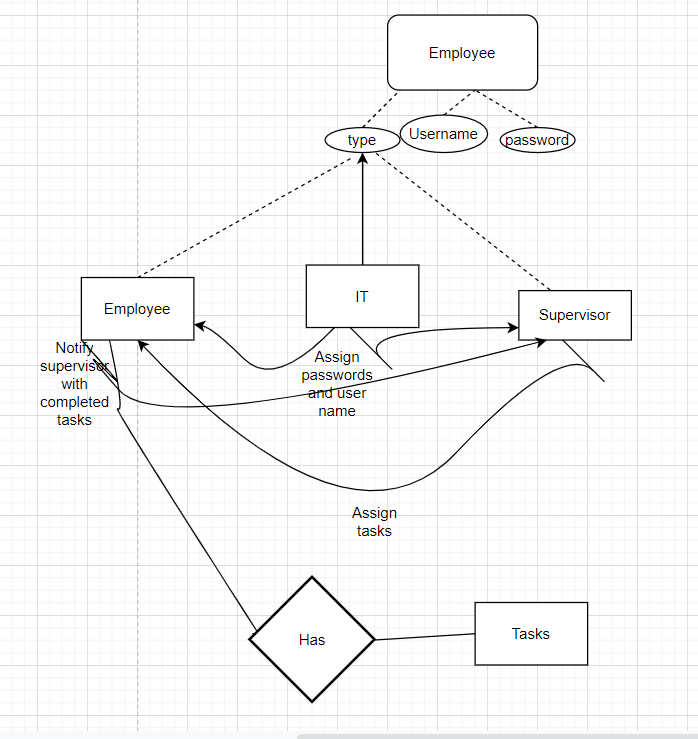 Employee
type
Username
password
Employee
IT
Supervisor
Notify
supervisor
with
completed
tasks
Assign
passwords
and user
name
Assign
tasks
Has
Tasks